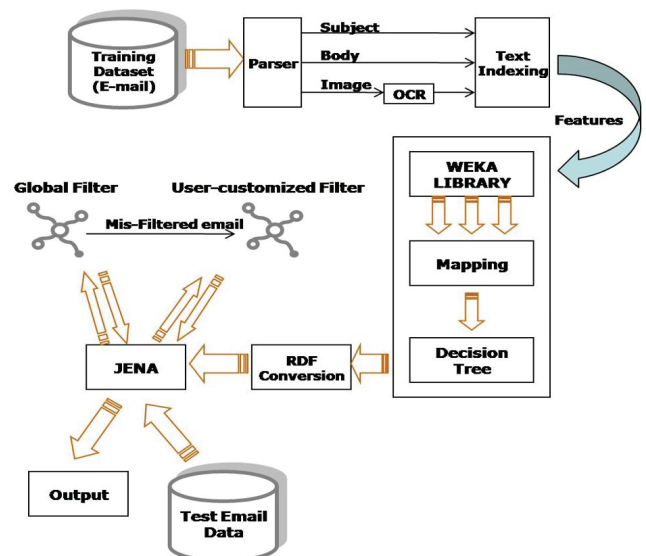 Training
Dataset
(E-mail)
Parser
Subject
Body
Image
OCR
Text
Indexing
Features
WEKA
LIBRARY
Mapping
Decision
Tree
Global Filter
User-customized Filter
Mis-Filtered email
JENA
RDF
Conversion
Output
Test Email
Data